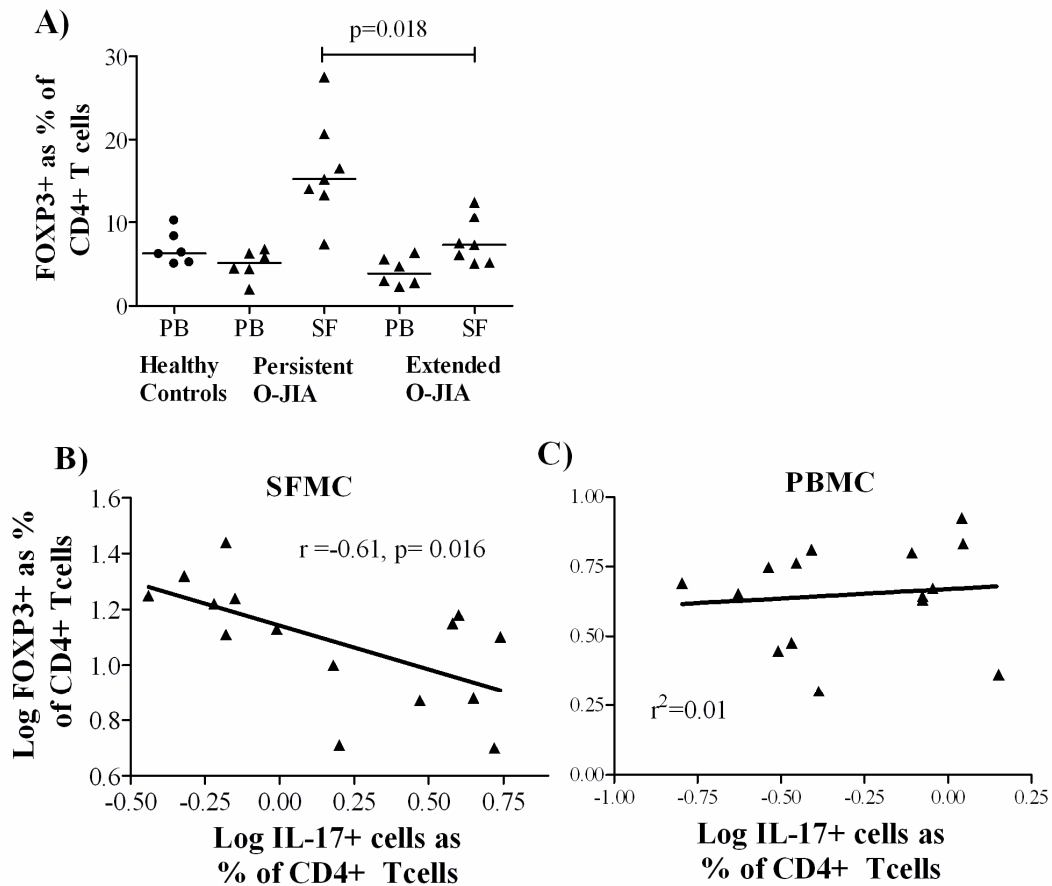 A)
p=0.018
FOXP3+ as % of
CD4+ T cells
30
20
10
0
PB PB SF PB SF
Healthy Controls
Persistent O-JIA
Extended O-JIA
B)
SFMC
r =-0.61, p= 0.016
Log FOXP3+ as %
of CD4+ Tcells
1.6
1.4
1.2
1.0
0.8
0.6
-0.50 -0.25 0.00 0.25 0.50 0.75
Log IL-17+ cells as
% of CD4+ Tcells
C)
PBMC
r²=0.01
1.00
0.75
0.50
0.25
0.00
-1.00 -0.75 -0.50 -0.25 0.00 0.25
Log IL-17+ cells as
% of CD4+ Tcells